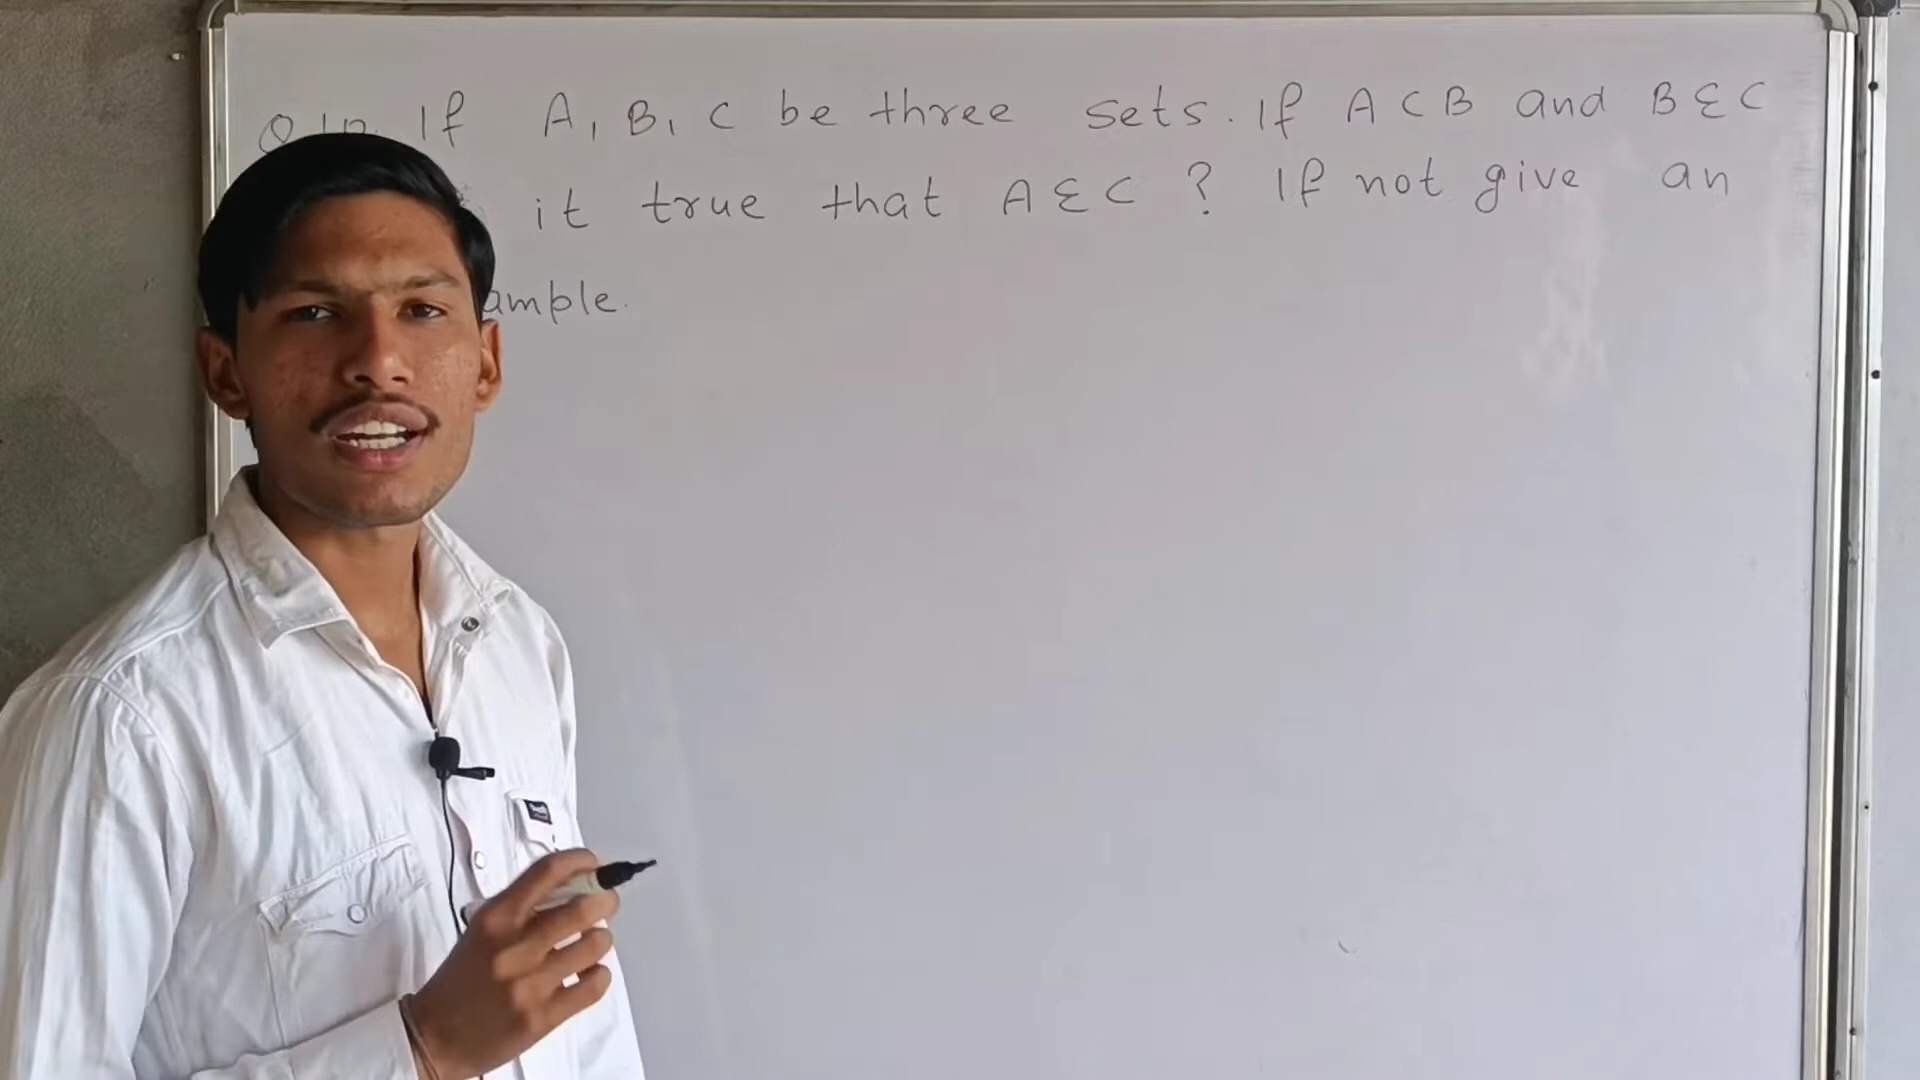 If A, B, C be three sets. If A ⊂ B and B ∈ C
it true that A ∈ C ? If not give an
ample.